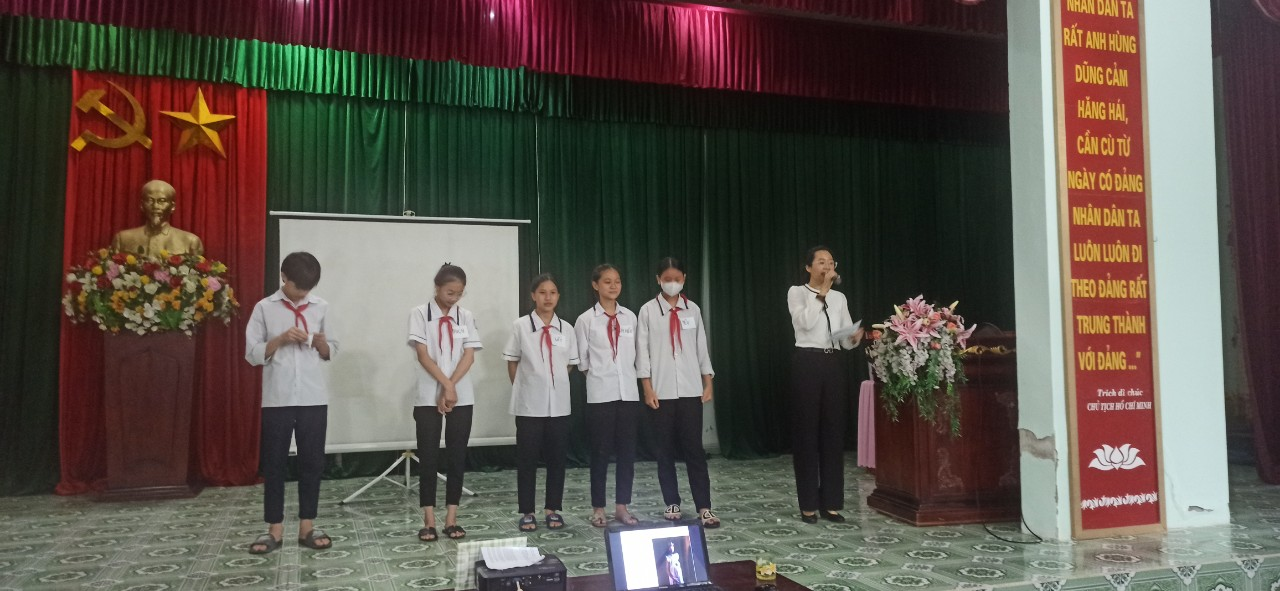 NHÂN DÂN TA
RẤT ANH HÙNG
DŨNG CẢM
HĂNG HÁI,
CẦN CÙ TỪ
NGÀY CÓ ĐẢNG
NHÂN DÂN TA
LUÔN LUÔN ĐI
THEO ĐẢNG RẤT
TRUNG THÀNH
VỚI ĐẢNG ..."
Trích di chúc
CHỦ TỊCH HỒ CHÍ MINH